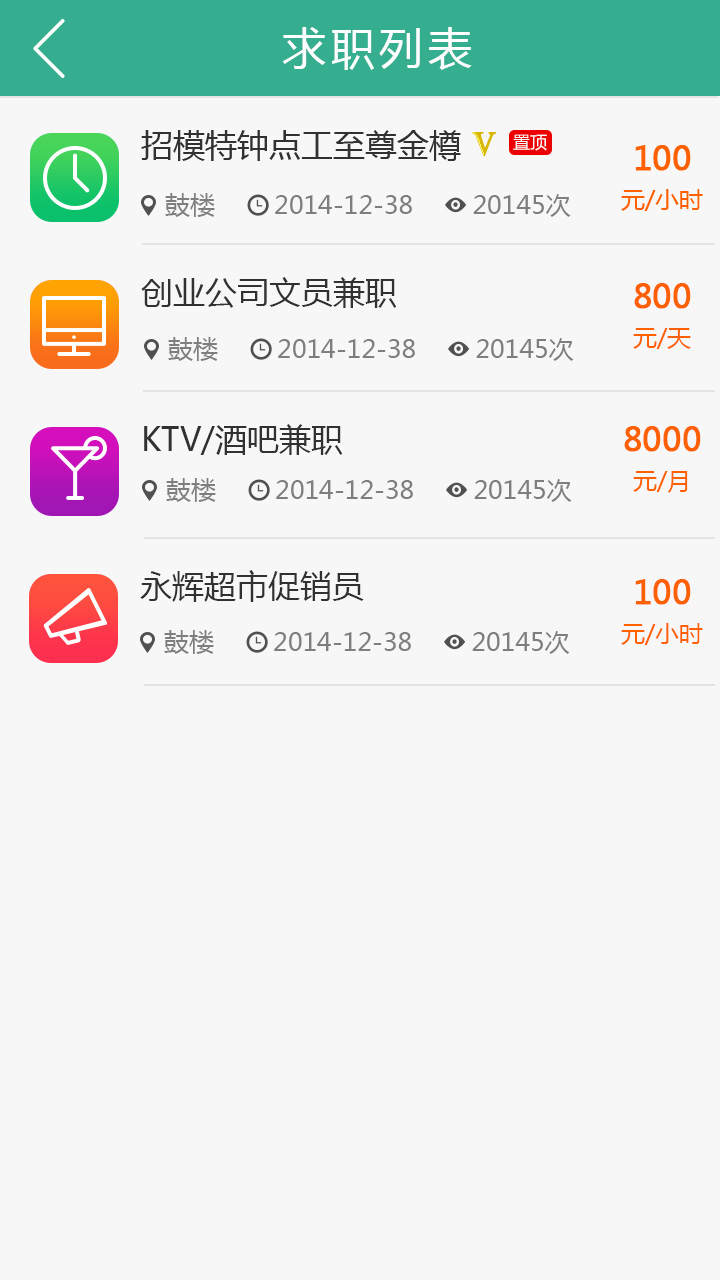 求职列表
招模特钟点工至尊金樽 V 置顶
100
元/小时
鼓楼 2014-12-38 20145次
创业公司文员兼职
800
元/天
鼓楼 2014-12-38 20145次
KTV/酒吧兼职
8000
元/月
鼓楼 2014-12-38 20145次
永辉超市促销员
100
元/小时
鼓楼 2014-12-38 20145次